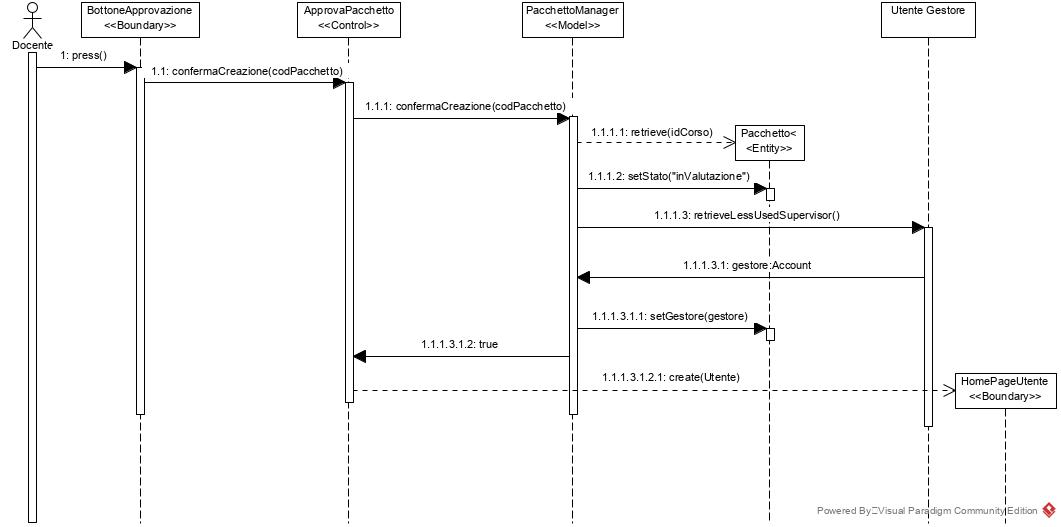 BottoneApprovazione
<<Boundary>>
ApprovaPacchetto
<<Control>>
PacchettoManager
<<Model>>
Utente Gestore
Docente
1: press()
1.1: confermaCreazione(codPacchetto)
1.1.1: confermaCreazione(codPacchetto)
1.1.1.1: retrieve(idCorso)
Pacchetto<
<Entity>>
1.1.1.2: setStato("inValutazione")
1.1.1.3: retrieveLessUsedSupervisor()
1.1.1.3.1: gestore:Account
1.1.1.3.1.1: setGestore(gestore)
1.1.1.3.1.2: true
1.1.1.3.1.2.1: create(Utente)
HomePageUtente
<<Boundary>>
Powered By Visual Paradigm Community Edition